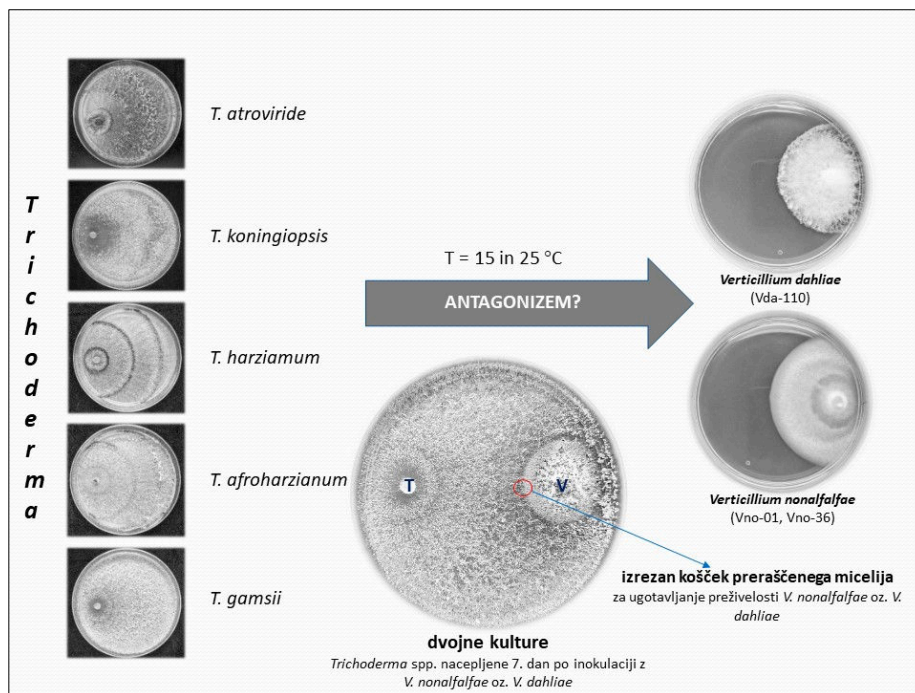 Trichoderma
T. atroviride
T. koningiopsis
T. harziamum
T. afroharzianum
T. gamsii
T = 15 in 25 °C
ANTAGONIZEM?
Verticillium dahliae
(Vda-110)
Verticillium nonalfalfae
(Vno-01, Vno-36)
T
V
izrezan košček preraščenega micelija
za ugotavljanje preživelosti V. nonalfalfae oz. V.
dahliae
dvojne kulture
Trichoderma spp. nacepljene 7. dan po inokulaciji z
V. nonalfalfae oz. V. dahliae